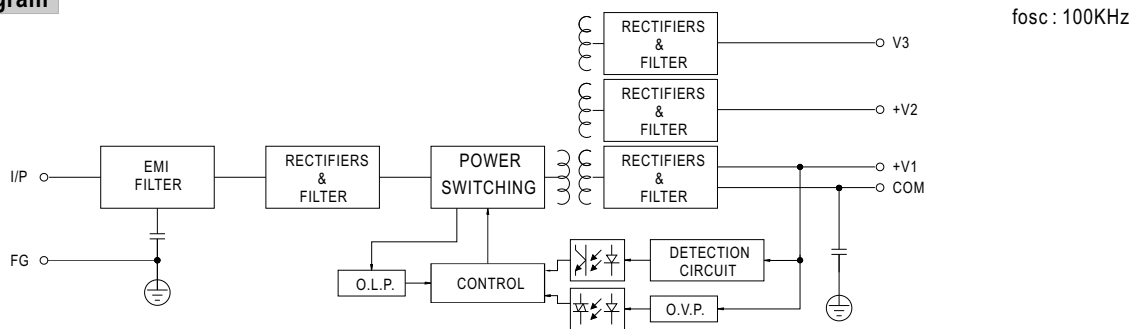 gram
fosc : 100KHz
RECTIFIERS
&
FILTER
V3
RECTIFIERS
&
FILTER
+V2
I/P
EMI
FILTER
RECTIFIERS
&
FILTER
POWER
SWITCHING
RECTIFIERS
&
FILTER
+V1
COM
FG
O.L.P.
CONTROL
DETECTION
CIRCUIT
O.V.P.